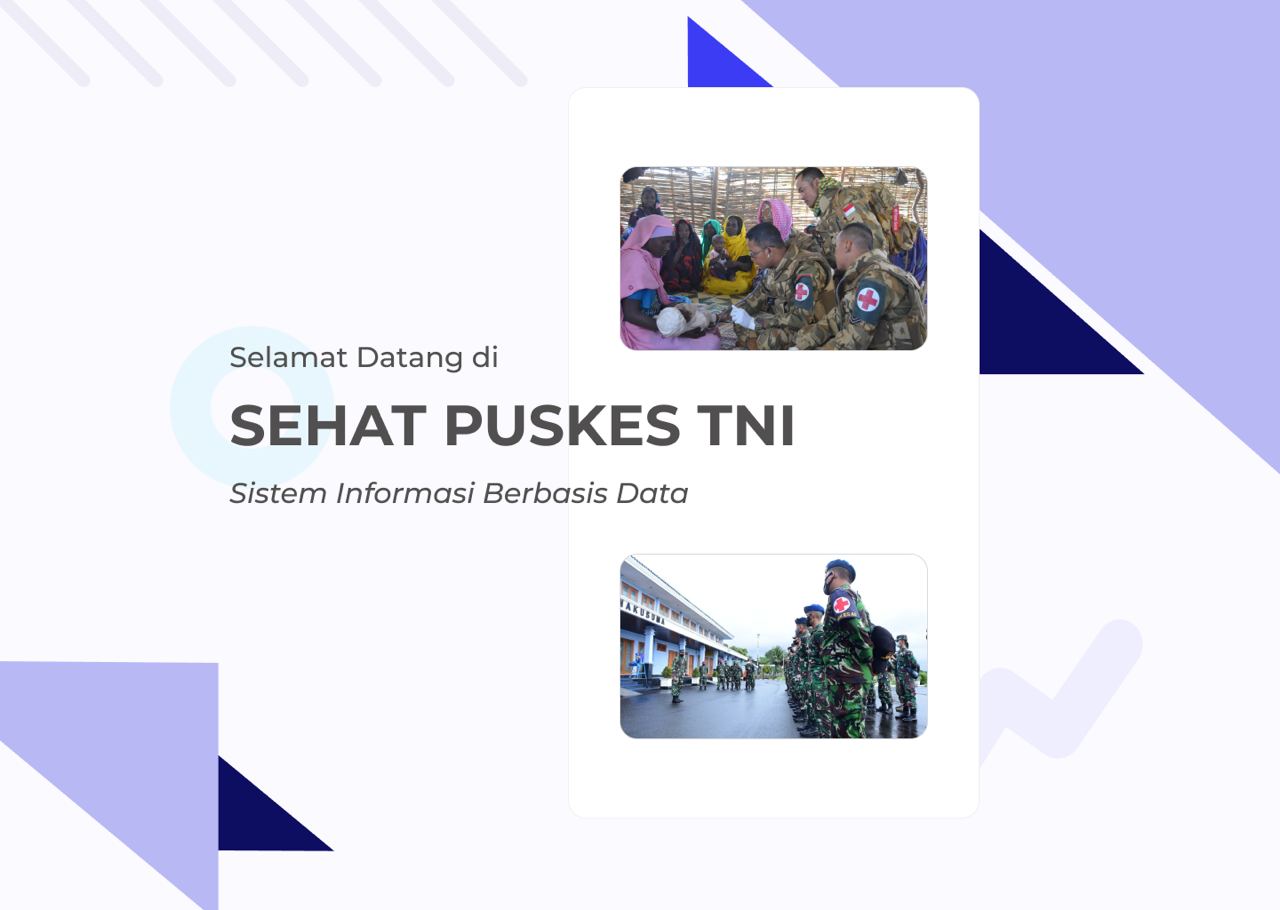 Selamat Datang di
SEHAT PUSKES TNI
Sistem Informasi Berbasis Data